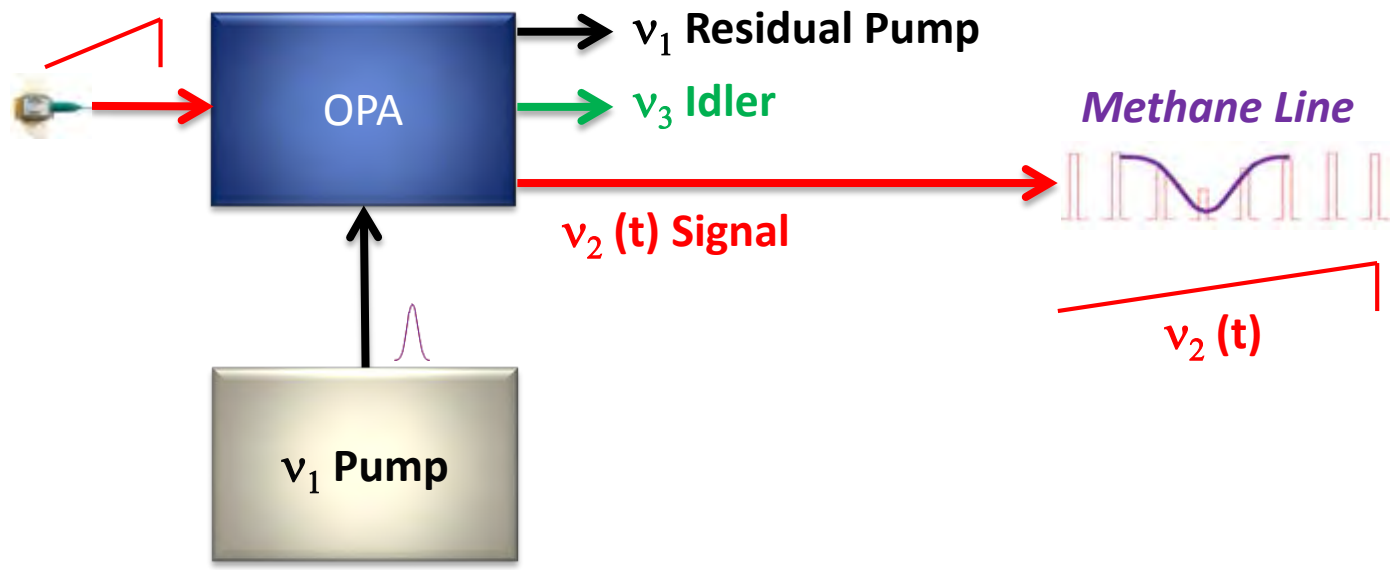 ν₁ Residual Pump
OPA
ν₃ Idler
Methane Line
ν₂ (t) Signal
ν₂ (t)
ν₁ Pump